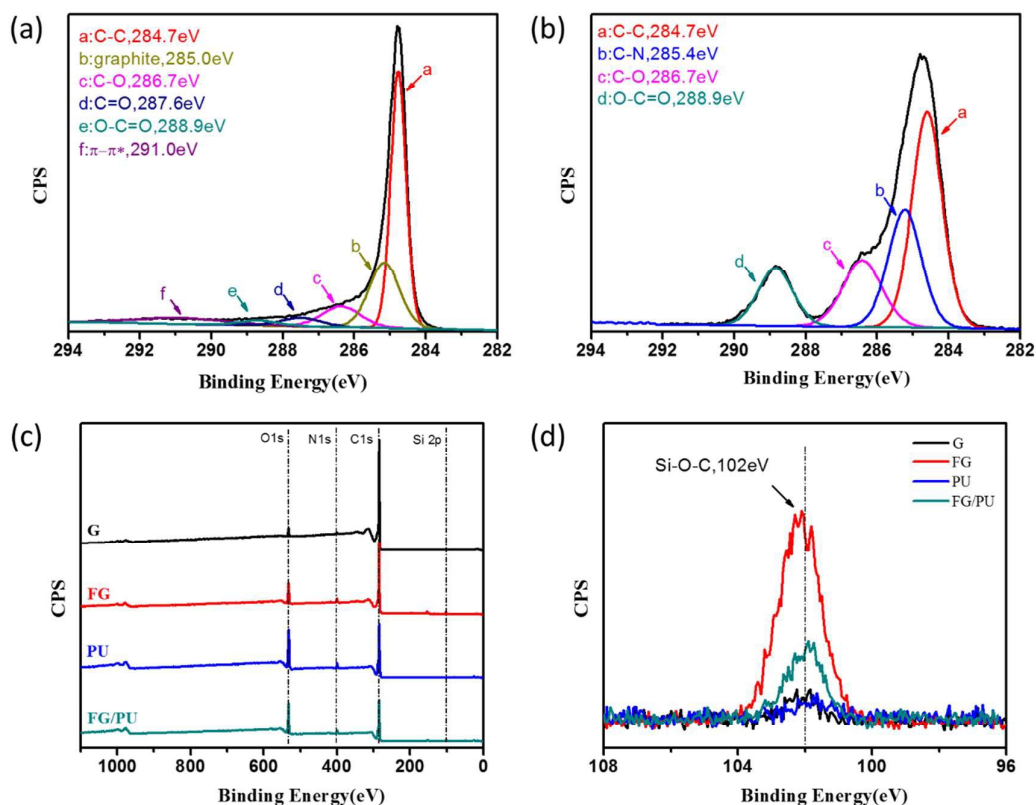 (a)
a:C-C,284.7eV
b:graphite,285.0eV
c:C-O,286.7eV
d:C=O,287.6eV
e:O-C=O,288.9eV
f:π-π*,291.0eV
a
b
c
d
e
f
CPS
294 292 290 288 286 284 282
Binding Energy(eV)
(b)
a:C-C,284.7eV
b:C-N,285.4eV
c:C-O,286.7eV
d:O-C=O,288.9eV
a
b
c
d
CPS
294 292 290 288 286 284 282
Binding Energy(eV)
(c)
O1s N1s C1s Si 2p
G
FG
PU
FG/PU
CPS
1000 800 600 400 200 0
Binding Energy(eV)
(d)
Si-O-C,102eV
G
FG
PU
FG/PU
CPS
108 104 100 96
Binding Energy(eV)